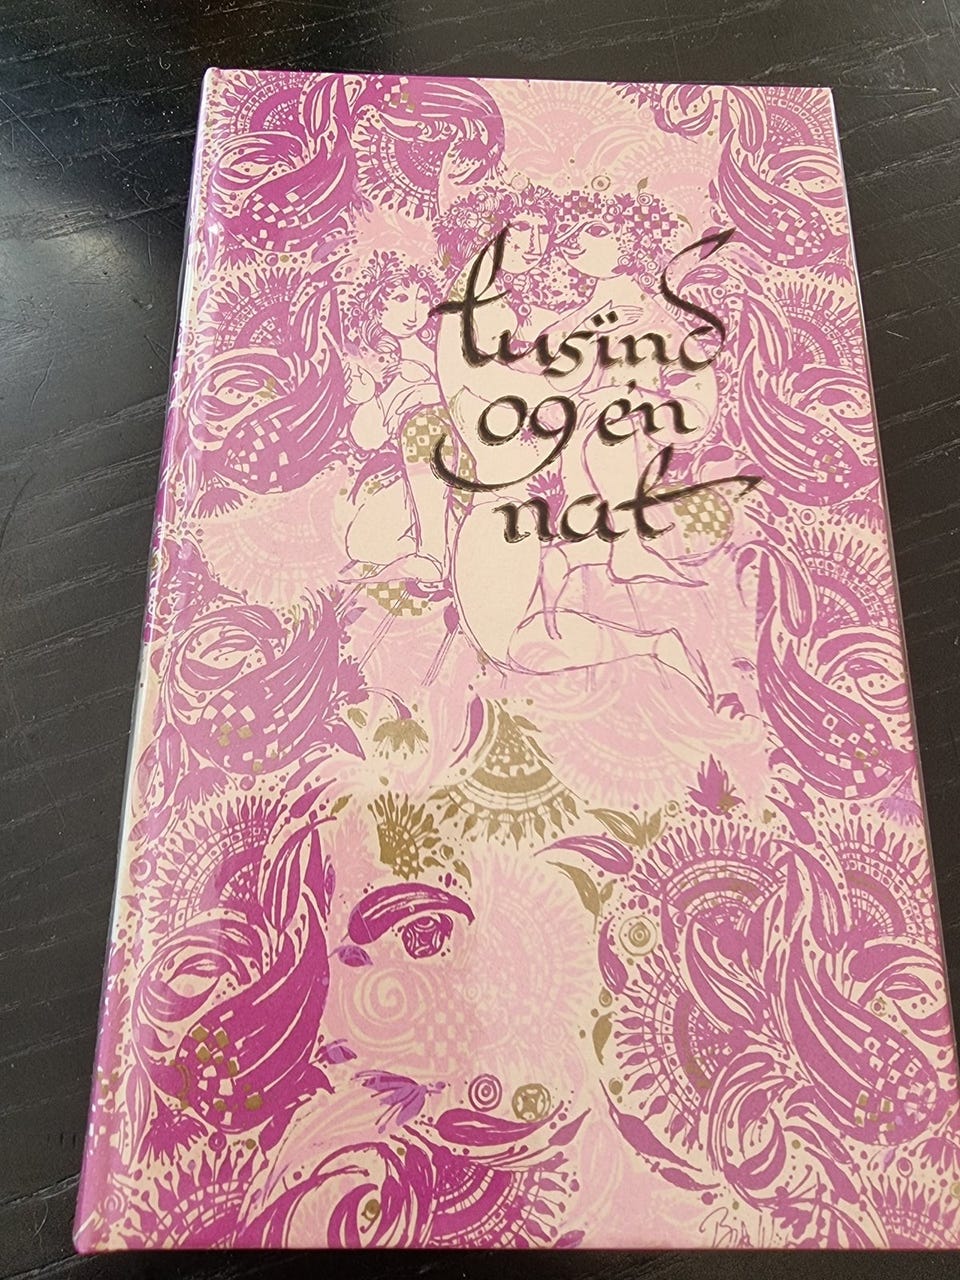 tusind
og én
nat